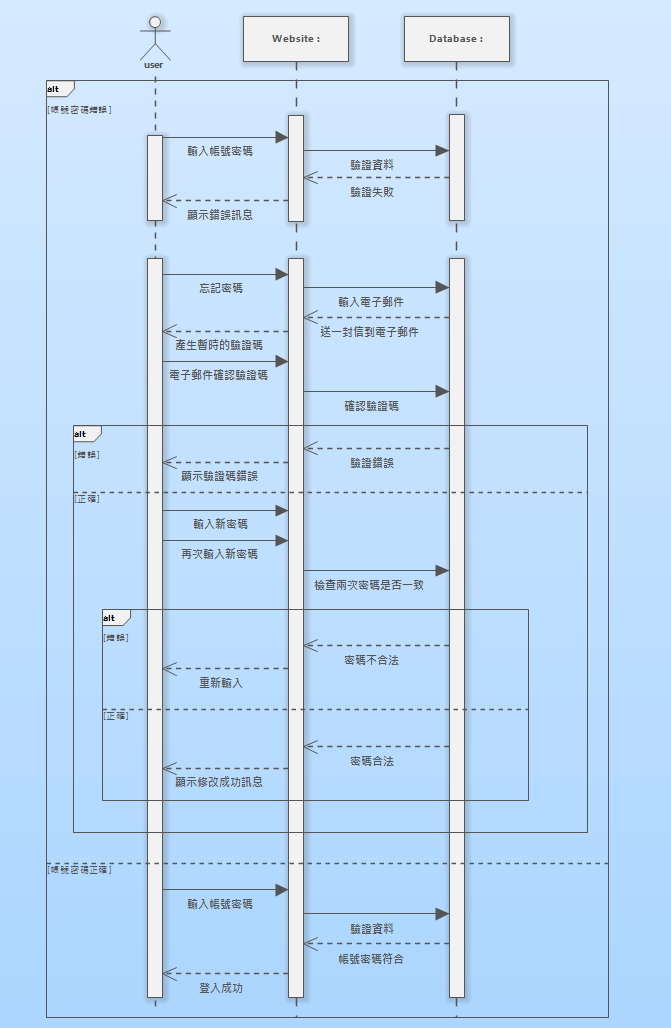 user
Website :
Database :
alt
[帳號密碼錯誤]
輸入帳號密碼
驗證資料
驗證失敗
顯示錯誤訊息
忘記密碼
輸入電子郵件
送一封信到電子郵件
產生暫時的驗證碼
電子郵件確認驗證碼
確認驗證碼
alt
[錯誤]
驗證錯誤
顯示驗證碼錯誤
[正確]
輸入新密碼
再次輸入新密碼
檢查兩次密碼是否一致
alt
[錯誤]
密碼不合法
重新輸入
[正確]
密碼合法
顯示修改成功訊息
[帳號密碼正確]
輸入帳號密碼
驗證資料
帳號密碼符合
登入成功